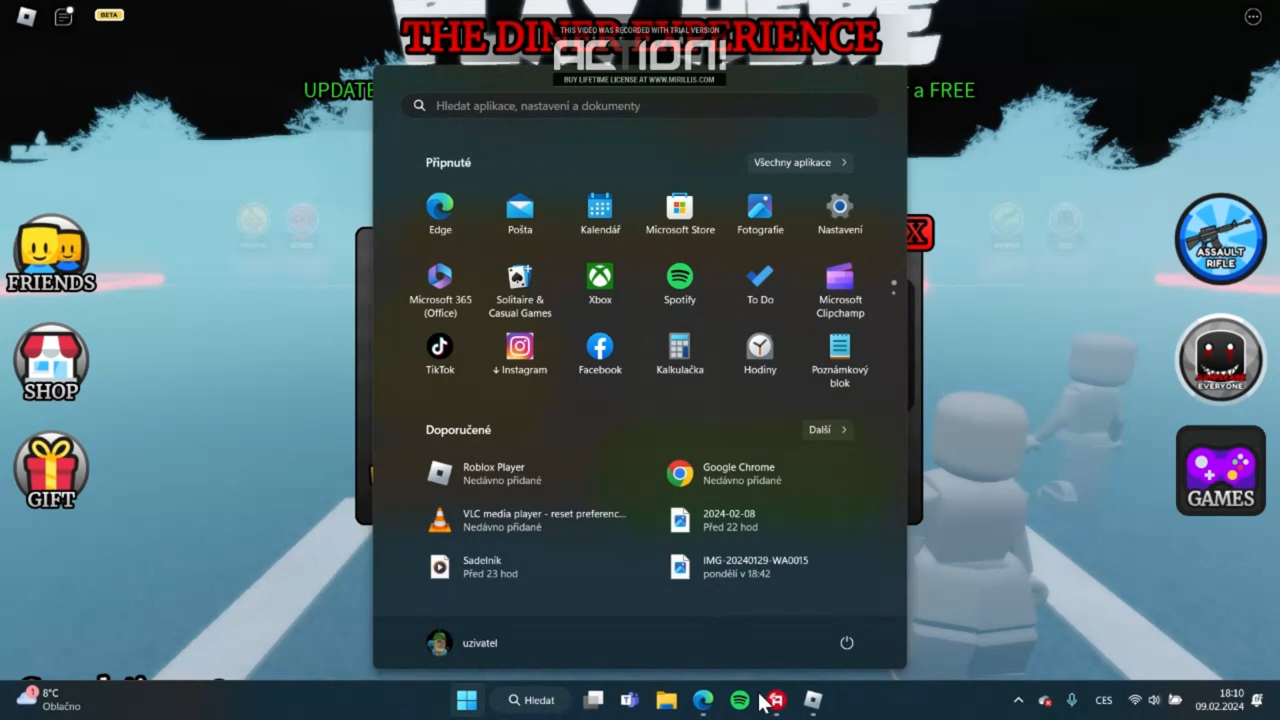 BETA
THE DINER EXPERIENCE
THIS VIDEO WAS RECORDED WITH TRIAL VERSION
ACTION!
BUY LIFETIME LICENSE AT WWW.MIRILLIS.COM
UPDATE
a FREE
Hledat aplikace, nastavení a dokumenty
Připnuté
Všechny aplikace
Edge
Pošta
Kalendář
Microsoft Store
Fotografie
Nastavení
X
Microsoft 365
(Office)
Solitaire &
Casual Games
Xbox
Spotify
To Do
Microsoft
Clipchamp
TikTok
Instagram
Facebook
Kalkulačka
Hodiny
Poznámkový
blok
FRIENDS
SHOP
GIFT
ASSAULT
RIFLE
EVERYONE
GAMES
Doporučené
Další
Roblox Player
Nedávno přidané
Google Chrome
Nedávno přidané
VLC media player - reset preferenc...
Nedávno přidané
2024-02-08
Před 22 hod
Sadelník
Před 23 hod
IMG-20240129-WA0015
pondělí v 18:42
uzivatel
1
8°C
Oblačno
Hledat
CES
18:10
09.02.2024